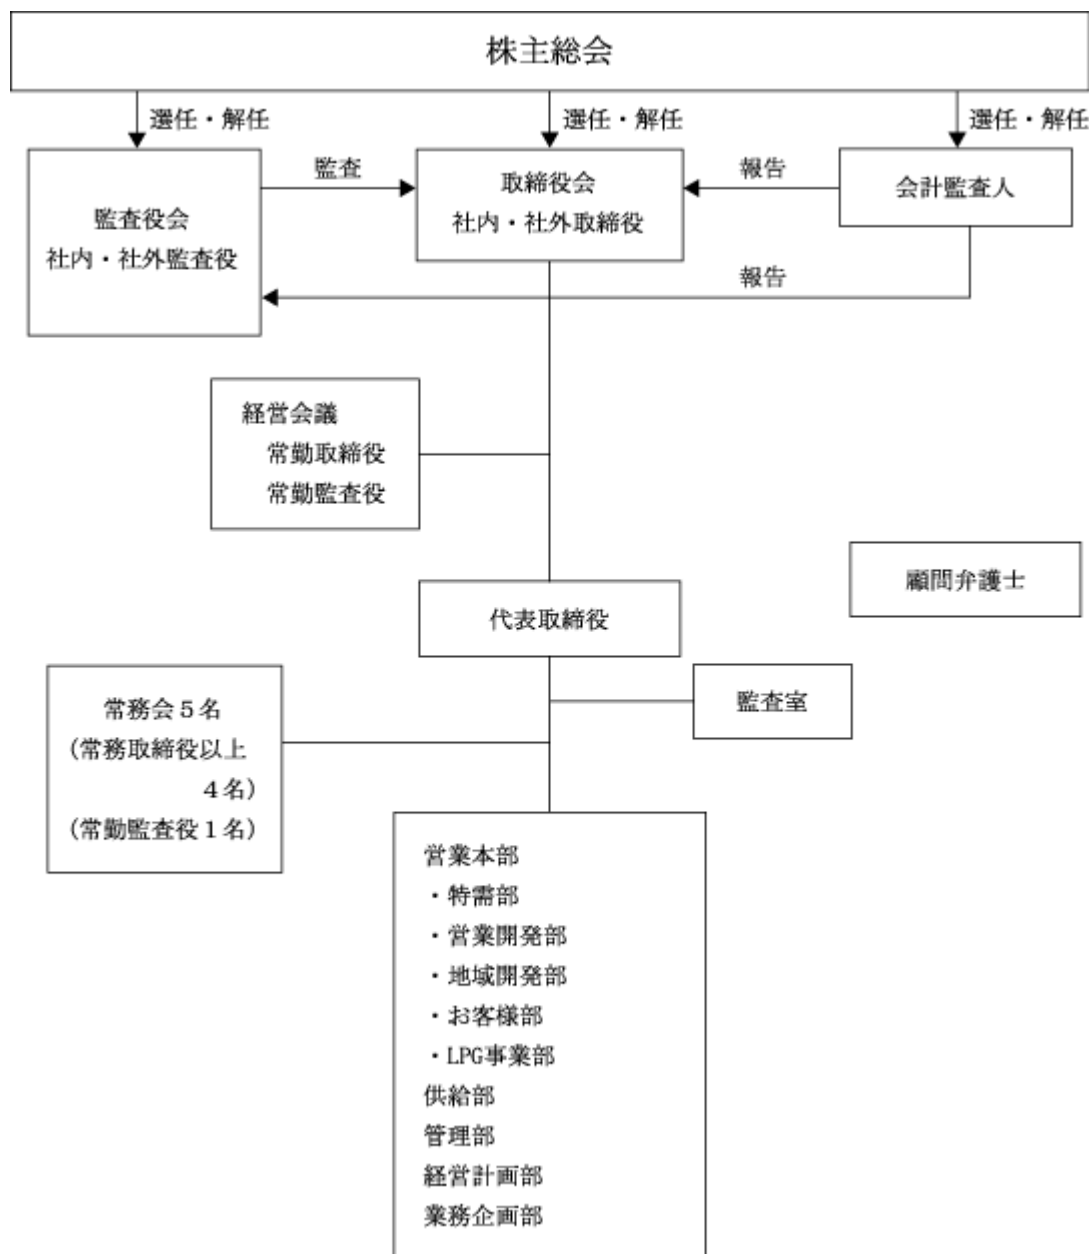 株主総会
選任・解任
選任・解任
選任・解任
監査役会
社内・社外監査役
監査
取締役会
社内・社外取締役
報告
会計監査人
報告
経営会議
常勤取締役
常勤監査役
顧問弁護士
代表取締役
監査室
常務会５名
（常務取締役以上
４名）
（常勤監査役１名）
営業本部
・特需部
・営業開発部
・地域開発部
・お客様部
・LPG事業部
供給部
管理部
経営計画部
業務企画部